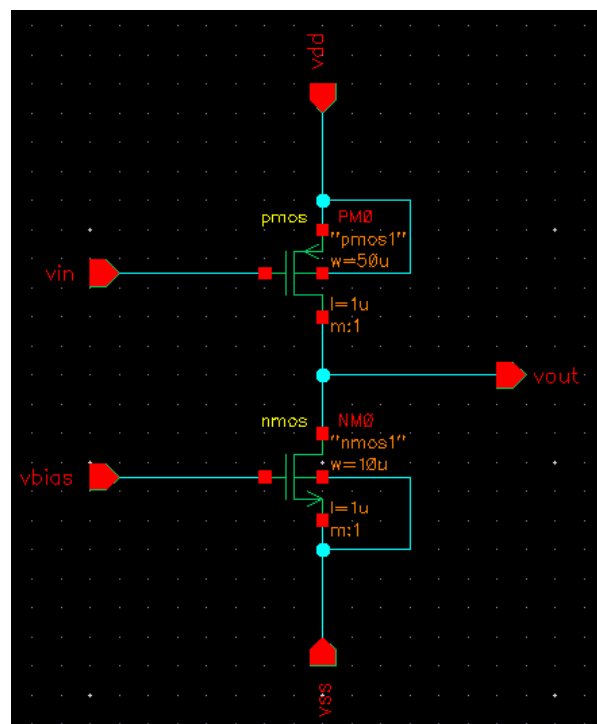 vdd
pmos
PM0
"pmos1"
w=50u
vin
l=1u
m:1
vout
nmos
NM0
"nmos1"
w=10u
vbias
l=1u
m:1
vss